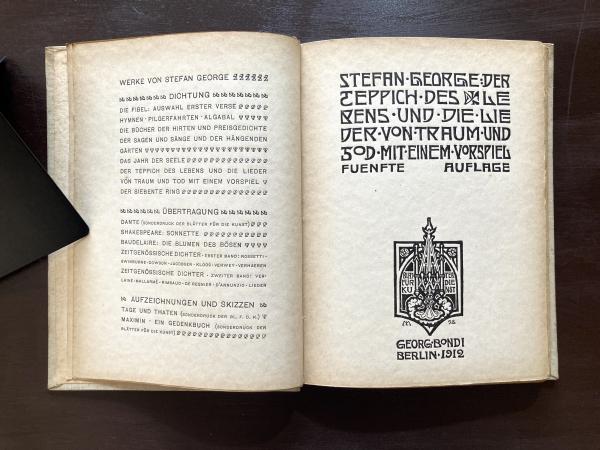 WERKE VON STEFAN GEORGE
DICHTUNG
DIE FIBEL: AUSWAHL ERSTER VERSE
HYMNEN · PILGERFAHRTEN · ALGABAL
DIE BÜCHER DER HIRTEN UND PREISGEDICHTE
DER SAGEN UND SÄNGE UND DER HÄNGENDEN
GÄRTEN
DAS JAHR DER SEELE
DER TEPPICH DES LEBENS UND DIE LIEDER
VON TRAUM UND TOD MIT EINEM VORSPIEL
DER SIEBENTE RING
ÜBERTRAGUNG
DANTE (SONDERDRUCK DER BLÄTTER FÜR DIE KUNST)
SHAKESPEARE: SONNETTE
BAUDELAIRE: DIE BLUMEN DES BÖSEN
ZEITGENÖSSISCHE DICHTER · ERSTER BAND: ROSSETTI ·
SWINBURNE · DOWSON · JACOBSEN · KLOOS · VERWEY · VERHAEREN
ZEITGENÖSSISCHE DICHTER · ZWEITER BAND: VER-
LAINE · MALLARMÉ · RIMBAUD · DE REGNIER · D'ANNUNZIO · LIEDER
AUFZEICHNUNGEN UND SKIZZEN
TAGE UND THATEN (SONDERDRUCK DER BL. F. D. K.)
MAXIMIN · EIN GEDENKBUCH (SONDERDRUCK DER
BLÄTTER FÜR DIE KUNST)
STEFAN · GEORGE · DER
TEPPICH · DES LE
BENS · UND · DIE · LIE
DER · VON · TRAUM · UND
TOD · MIT · EINEM · VORSPIEL
FUENFTE AUFLAGE
KU NST
GEORG · BONDI
BERLIN · 1912